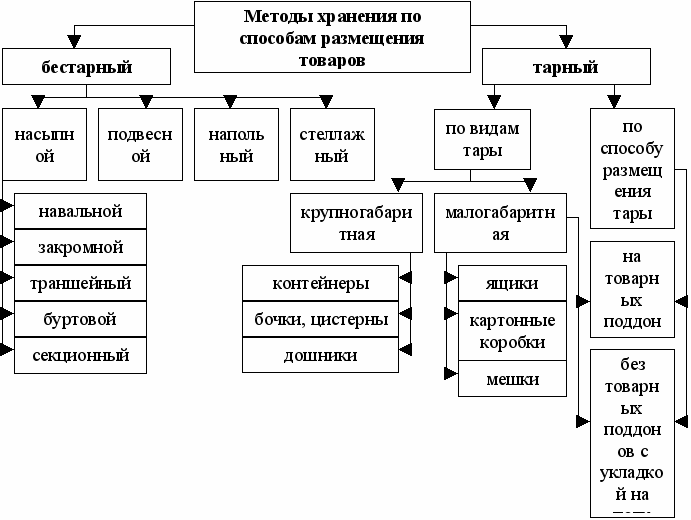 Методы хранения по
способам размещения
товаров
бестарный
тарный
насыпн
ой
подвесн
ой
наполь
ный
стеллаж
ный
по видам
тары
по
способу
размещ
ения
тары
навальной
закромной
траншейный
буртовой
секционный
крупногабари
тная
малогабаритн
ая
контейнеры
бочки, цистерны
дошники
ящики
картонные
коробки
мешки
на
товарн
ых
поддон
без
товарн
ых
поддон
ов с
укладко
й на